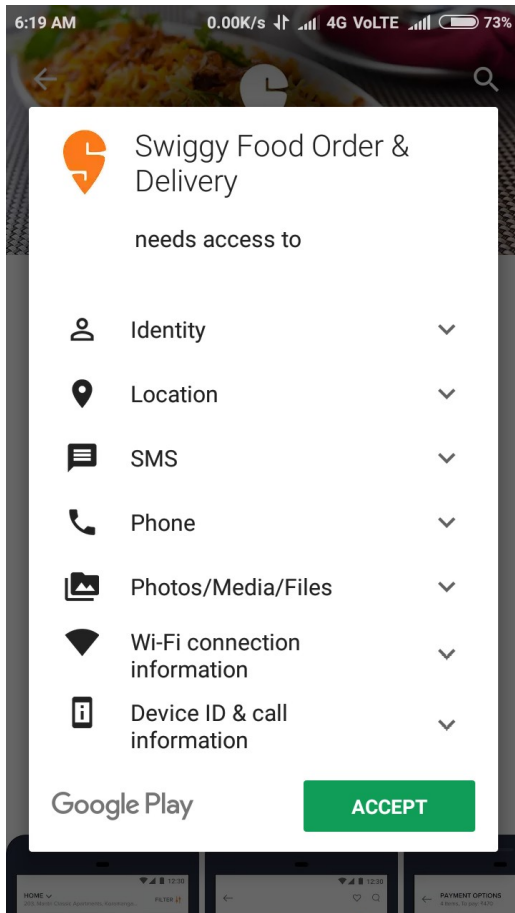 6:19 AM 0.00K/s 4G VoLTE 73%
Swiggy Food Order &
Delivery
needs access to
Identity
Location
SMS
Phone
Photos/Media/Files
Wi-Fi connection
information
Device ID & call
information
Google Play ACCEPT
12:30 12:30
HOME FILTER PAYMENT OPTIONS